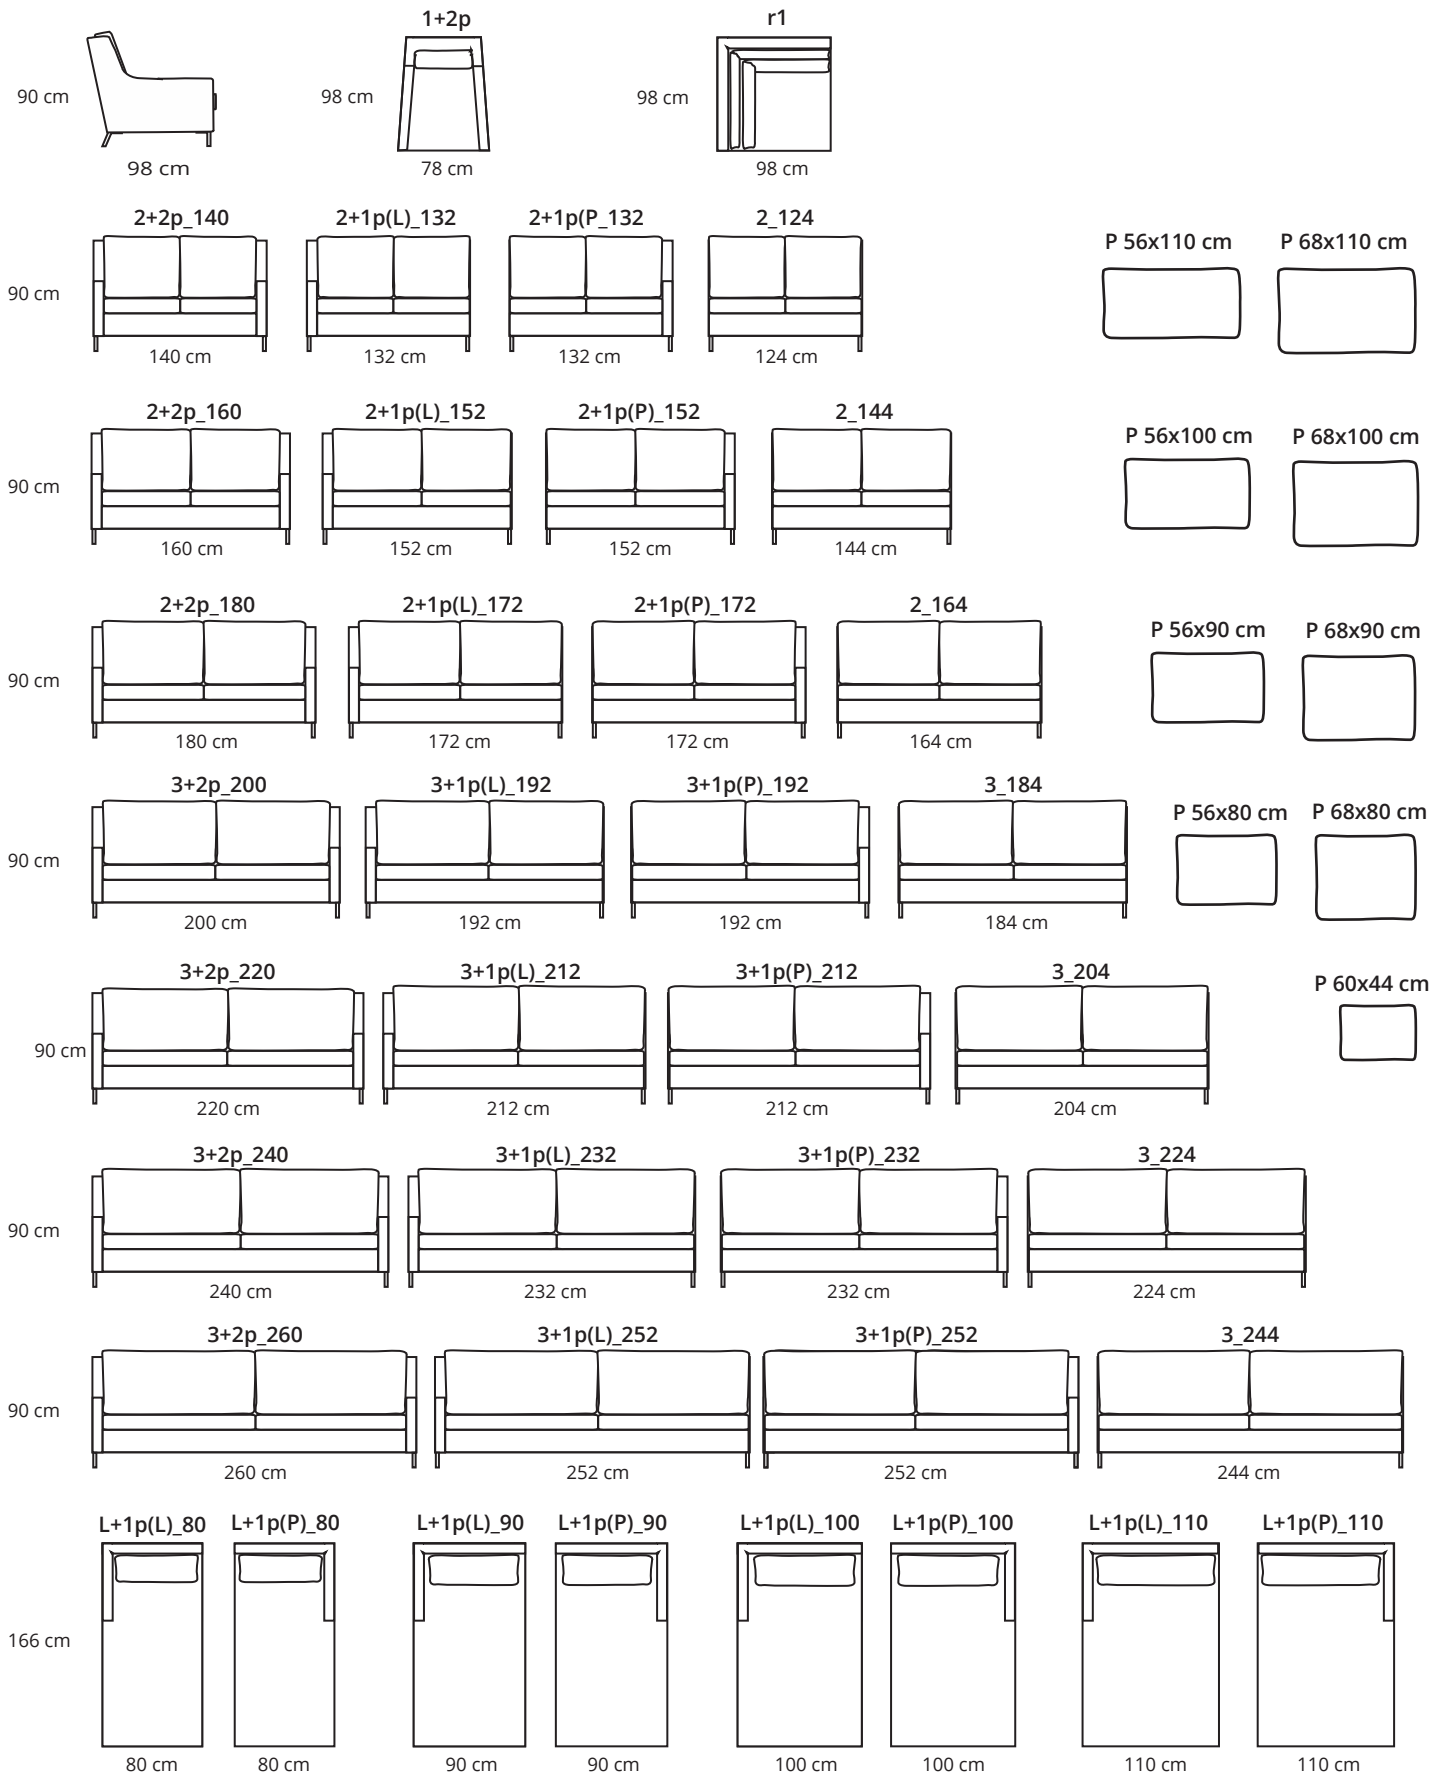 1+2p r1
90 cm 98 cm 98 cm
98 cm 78 cm 98 cm
2+2p_140 2+1p(L)_132 2+1p(P_132 2_124
P 56x110 cm P 68x110 cm
90 cm
140 cm 132 cm 132 cm 124 cm
2+2p_160 2+1p(L)_152 2+1p(P)_152 2_144
P 56x100 cm P 68x100 cm
90 cm
160 cm 152 cm 152 cm 144 cm
2+2p_180 2+1p(L)_172 2+1p(P)_172 2_164
P 56x90 cm P 68x90 cm
90 cm
180 cm 172 cm 172 cm 164 cm
3+2p_200 3+1p(L)_192 3+1p(P)_192 3_184
P 56x80 cm P 68x80 cm
90 cm
200 cm 192 cm 192 cm 184 cm
3+2p_220 3+1p(L)_212 3+1p(P)_212 3_204
P 60x44 cm
90 cm
220 cm 212 cm 212 cm 204 cm
3+2p_240 3+1p(L)_232 3+1p(P)_232 3_224
90 cm
240 cm 232 cm 232 cm 224 cm
3+2p_260 3+1p(L)_252 3+1p(P)_252 3_244
90 cm
260 cm 252 cm 252 cm 244 cm
L+1p(L)_80 L+1p(P)_80 L+1p(L)_90 L+1p(P)_90 L+1p(L)_100 L+1p(P)_100 L+1p(L)_110 L+1p(P)_110
166 cm
80 cm 80 cm 90 cm 90 cm 100 cm 100 cm 110 cm 110 cm